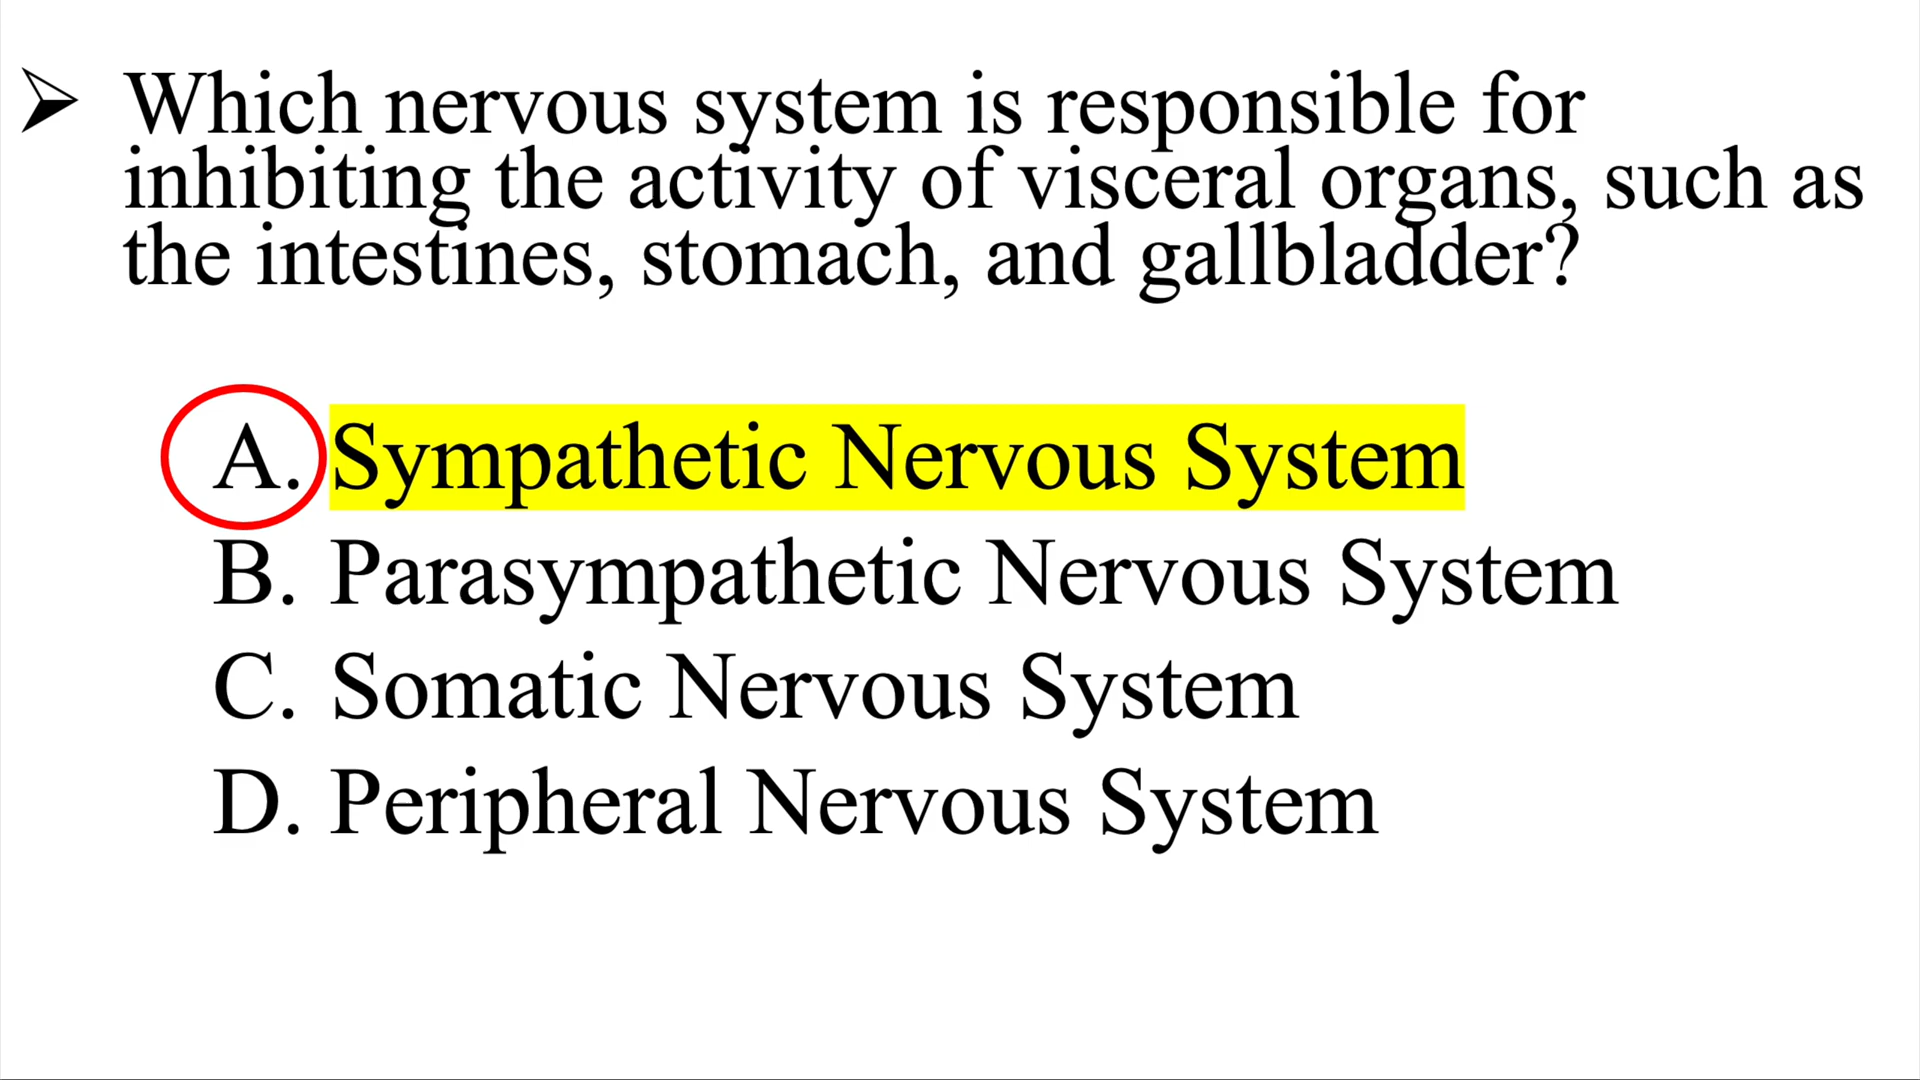 Which nervous system is responsible for
inhibiting the activity of visceral organs, such as
the intestines, stomach, and gallbladder?
A. Sympathetic Nervous System
B. Parasympathetic Nervous System
C. Somatic Nervous System
D. Peripheral Nervous System